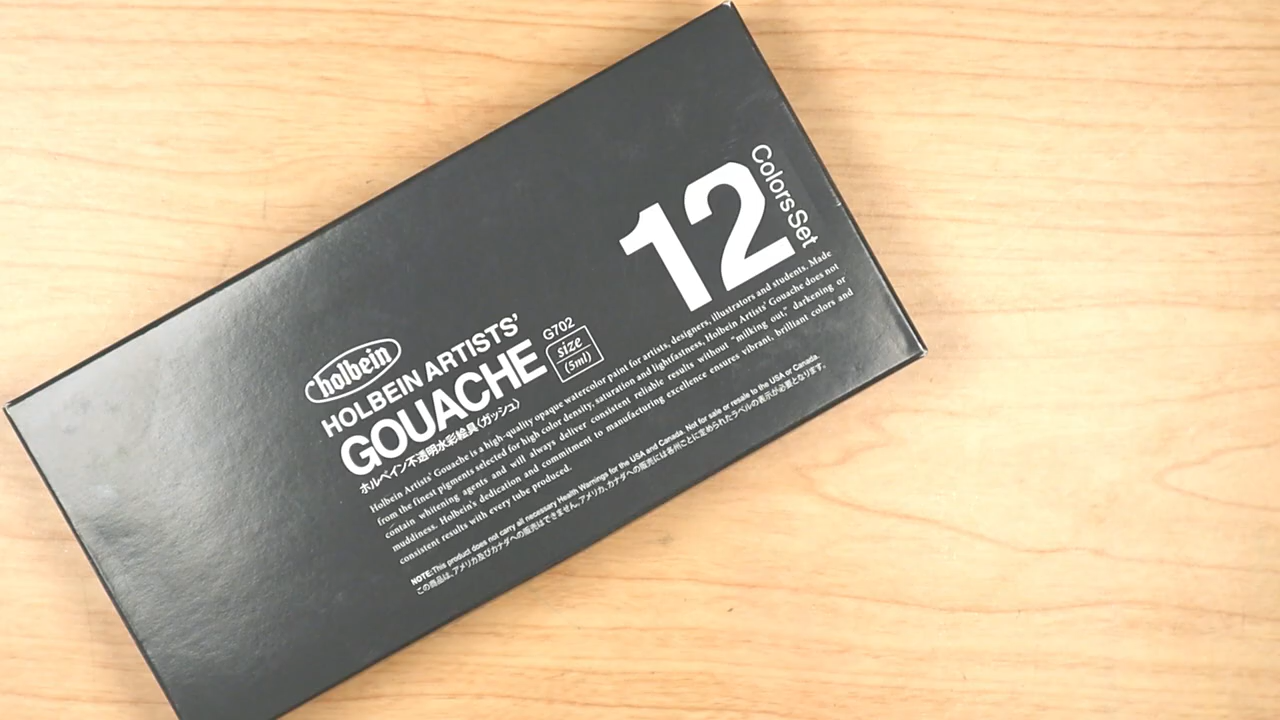 12
Colors Set
holbein
HOLBEIN ARTISTS'
GOUACHE
G702
size
(5ml)
ホルベイン不透明水彩絵具〈ガッシュ〉
Holbein Artists' Gouache is a high-quality opaque watercolor paint for artists, designers, illustrators and students. Made
from the finest pigments selected for high color density, saturation and lightfastness, Holbein Artists' Gouache does not
contain whitening agents and will always deliver consistent reliable results without "milking out," darkening or
muddiness. Holbein's dedication and commitment to manufacturing excellence ensures vibrant, brilliant colors and
consistent results with every tube produced.
NOTE:This product does not carry all necessary Health Warnings for the USA and Canada. Not for sale or resale to the USA or Canada.
この商品は、アメリカ及びカナダへの販売はできません。アメリカ、カナダへの販売には各州ごとに定められたラベルの表示が必要となります。